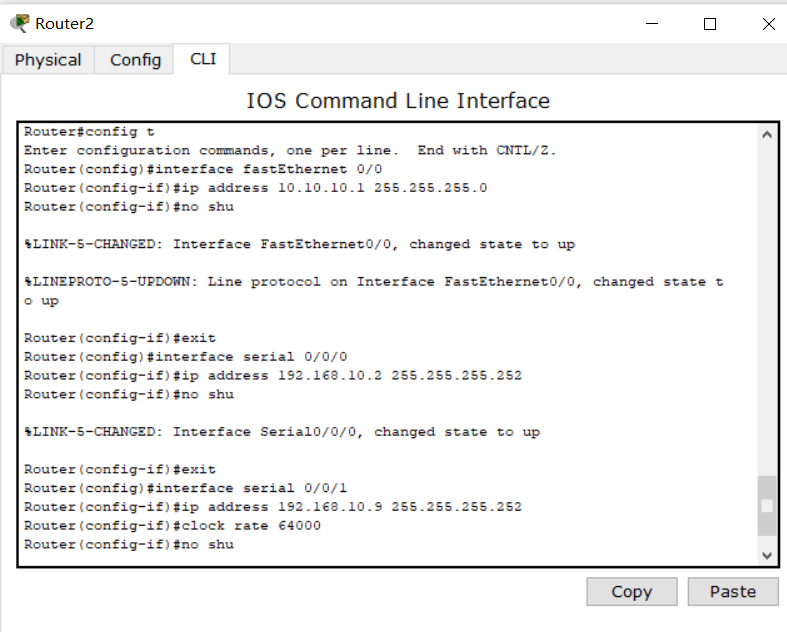 Router2
Physical Config CLI
IOS Command Line Interface
Router#config t
Enter configuration commands, one per line.  End with CNTL/Z.
Router(config)#interface fastEthernet 0/0
Router(config-if)#ip address 10.10.10.1 255.255.255.0
Router(config-if)#no shu
%LINK-5-CHANGED: Interface FastEthernet0/0, changed state to up
%LINEPROTO-5-UPDOWN: Line protocol on Interface FastEthernet0/0, changed state t
o up
Router(config-if)#exit
Router(config)#interface serial 0/0/0
Router(config-if)#ip address 192.168.10.2 255.255.255.252
Router(config-if)#no shu
%LINK-5-CHANGED: Interface Serial0/0/0, changed state to up
Router(config-if)#exit
Router(config)#interface serial 0/0/1
Router(config-if)#ip address 192.168.10.9 255.255.255.252
Router(config-if)#clock rate 64000
Router(config-if)#no shu
Copy Paste